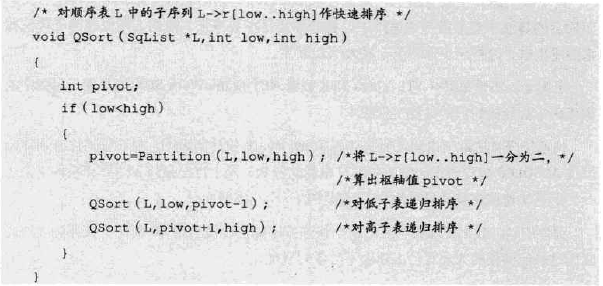 /* 对顺序表 L 中的子序列 L->r[low..high]作快速排序 */
void QSort(SqList *L,int low,int high)
{
int pivot;
if(low<high)
{
pivot=Partition(L,low,high); /*将 L->r[low..high]一分为二, */
/*算出枢轴值 pivot */
QSort(L,low,pivot-1); /*对低子表递归排序 */
QSort(L,pivot+1,high); /*对高子表递归排序 */
}
}